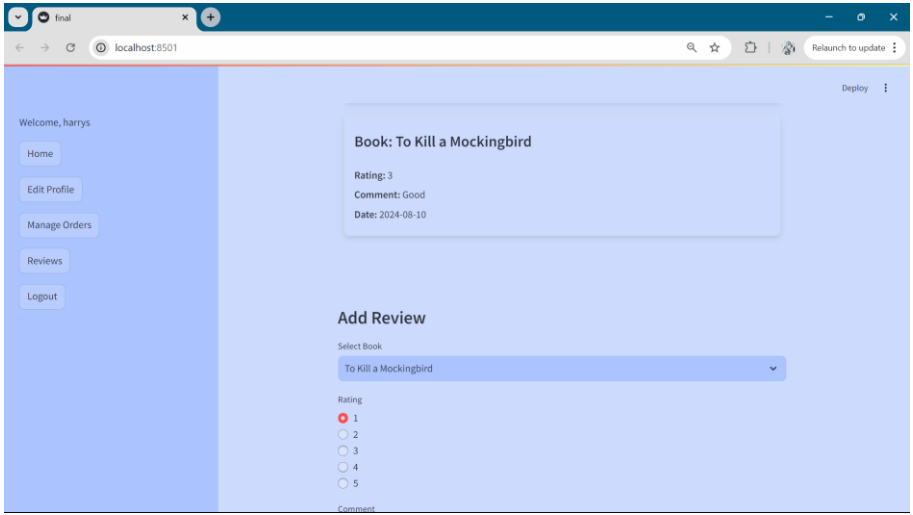 final
localhost:8501
Relaunch to update
Deploy
Welcome, harrys
Home
Edit Profile
Manage Orders
Reviews
Logout
Book: To Kill a Mockingbird
Rating: 3
Comment: Good
Date: 2024-08-10
Add Review
Select Book
To Kill a Mockingbird
Rating
1
2
3
4
5
Comment